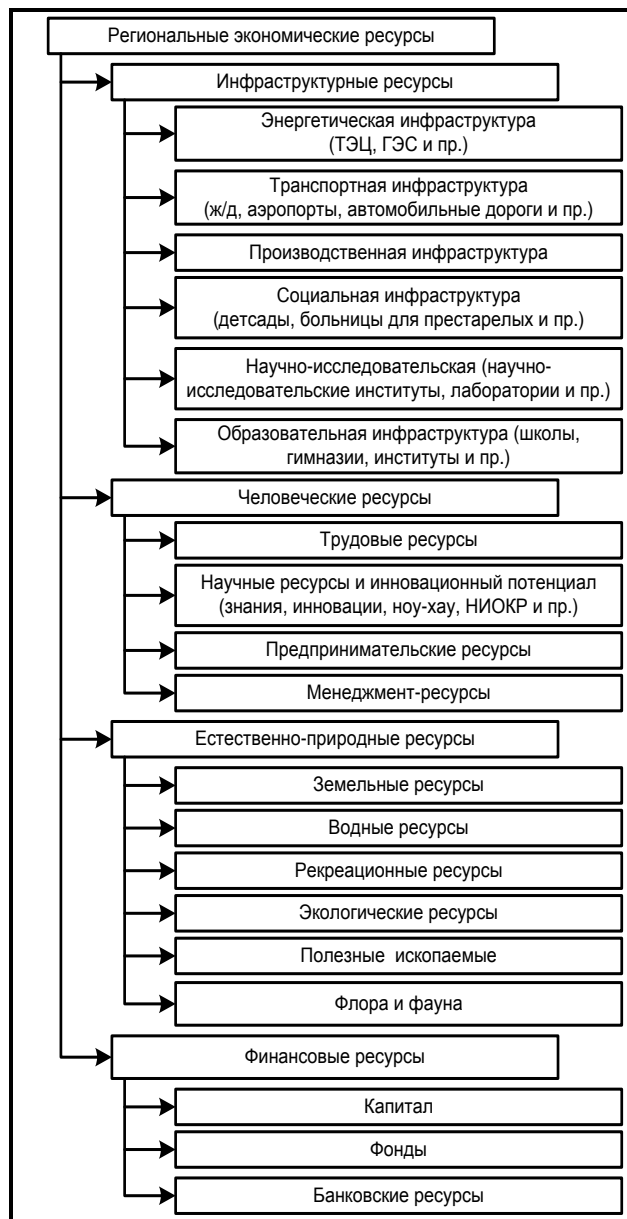 Региональные экономические ресурсы
Инфраструктурные ресурсы
Энергетическая инфраструктура
(ТЭЦ, ГЭС и пр.)
Транспортная инфраструктура
(ж/д, аэропорты, автомобильные дороги и пр.)
Производственная инфраструктура
Социальная инфраструктура
(детсады, больницы для престарелых и пр.)
Научно-исследовательская (научно-
исследовательские институты, лаборатории и пр.)
Образовательная инфраструктура (школы,
гимназии, институты и пр.)
Человеческие ресурсы
Трудовые ресурсы
Научные ресурсы и инновационный потенциал
(знания, инновации, ноу-хау, НИОКР и пр.)
Предпринимательские ресурсы
Менеджмент-ресурсы
Естественно-природные ресурсы
Земельные ресурсы
Водные ресурсы
Рекреационные ресурсы
Экологические ресурсы
Полезные ископаемые
Флора и фауна
Финансовые ресурсы
Капитал
Фонды
Банковские ресурсы